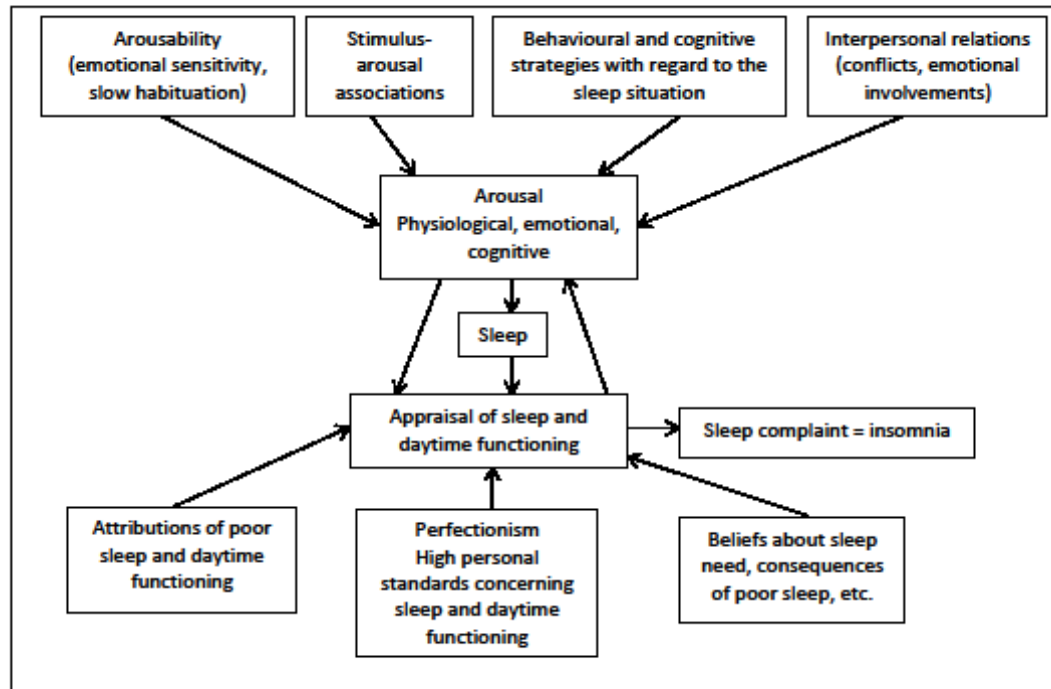 Arousability
(emotional sensitivity,
slow habituation)
Stimulus-
arousal
associations
Behavioural and cognitive
strategies with regard to the
sleep situation
Interpersonal relations
(conflicts, emotional
involvements)
Arousal
Physiological, emotional,
cognitive
Sleep
Appraisal of sleep and
daytime functioning
Sleep complaint = insomnia
Attributions of poor
sleep and daytime
functioning
Perfectionism
High personal
standards concerning
sleep and daytime
functioning
Beliefs about sleep
need, consequences
of poor sleep, etc.